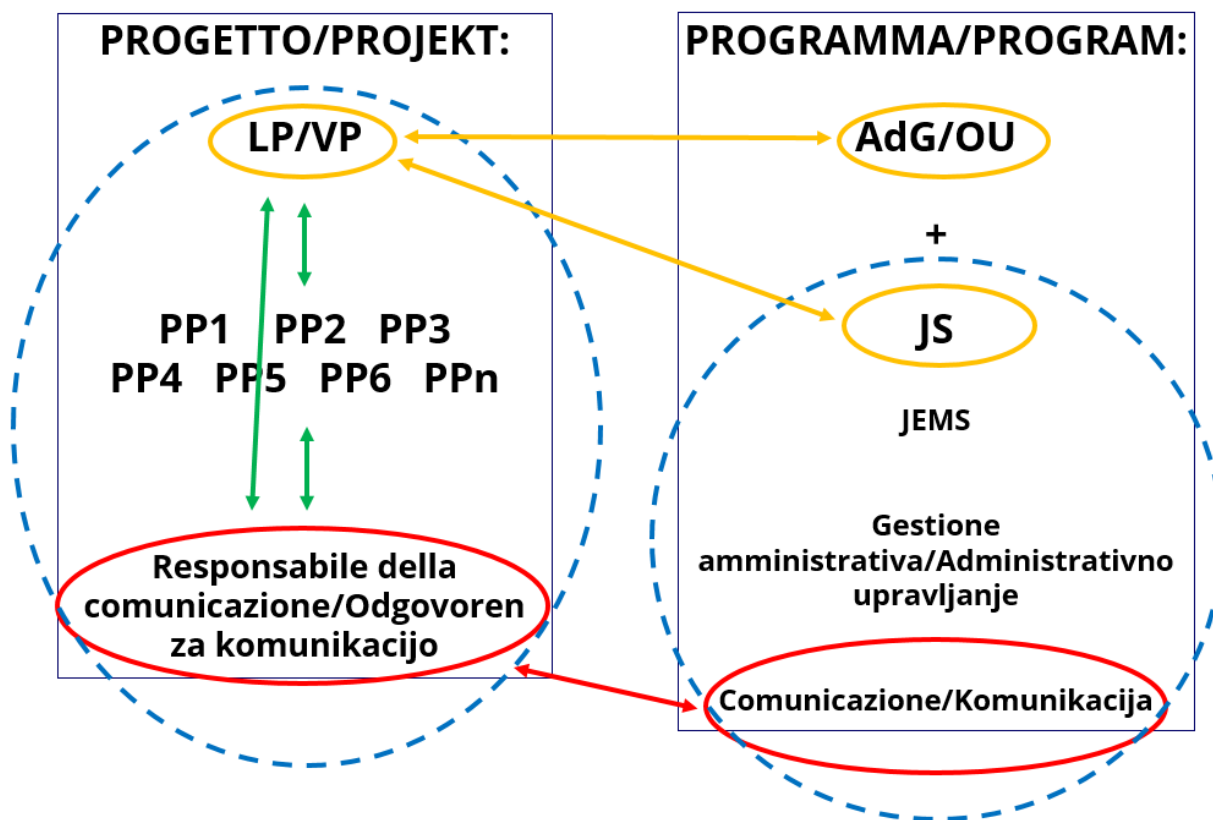 PROGETTO/PROJEKT:
LP/VP
PP1 PP2 PP3
PP4 PP5 PP6 PPn
Responsabile della
comunicazione/Odgovoren
za komunikacijo
PROGRAMMA/PROGRAM:
AdG/OU
+
JS
JEMS
Gestione
amministrativa/Administrativno
upravljanje
Comunicazione/Komunikacija